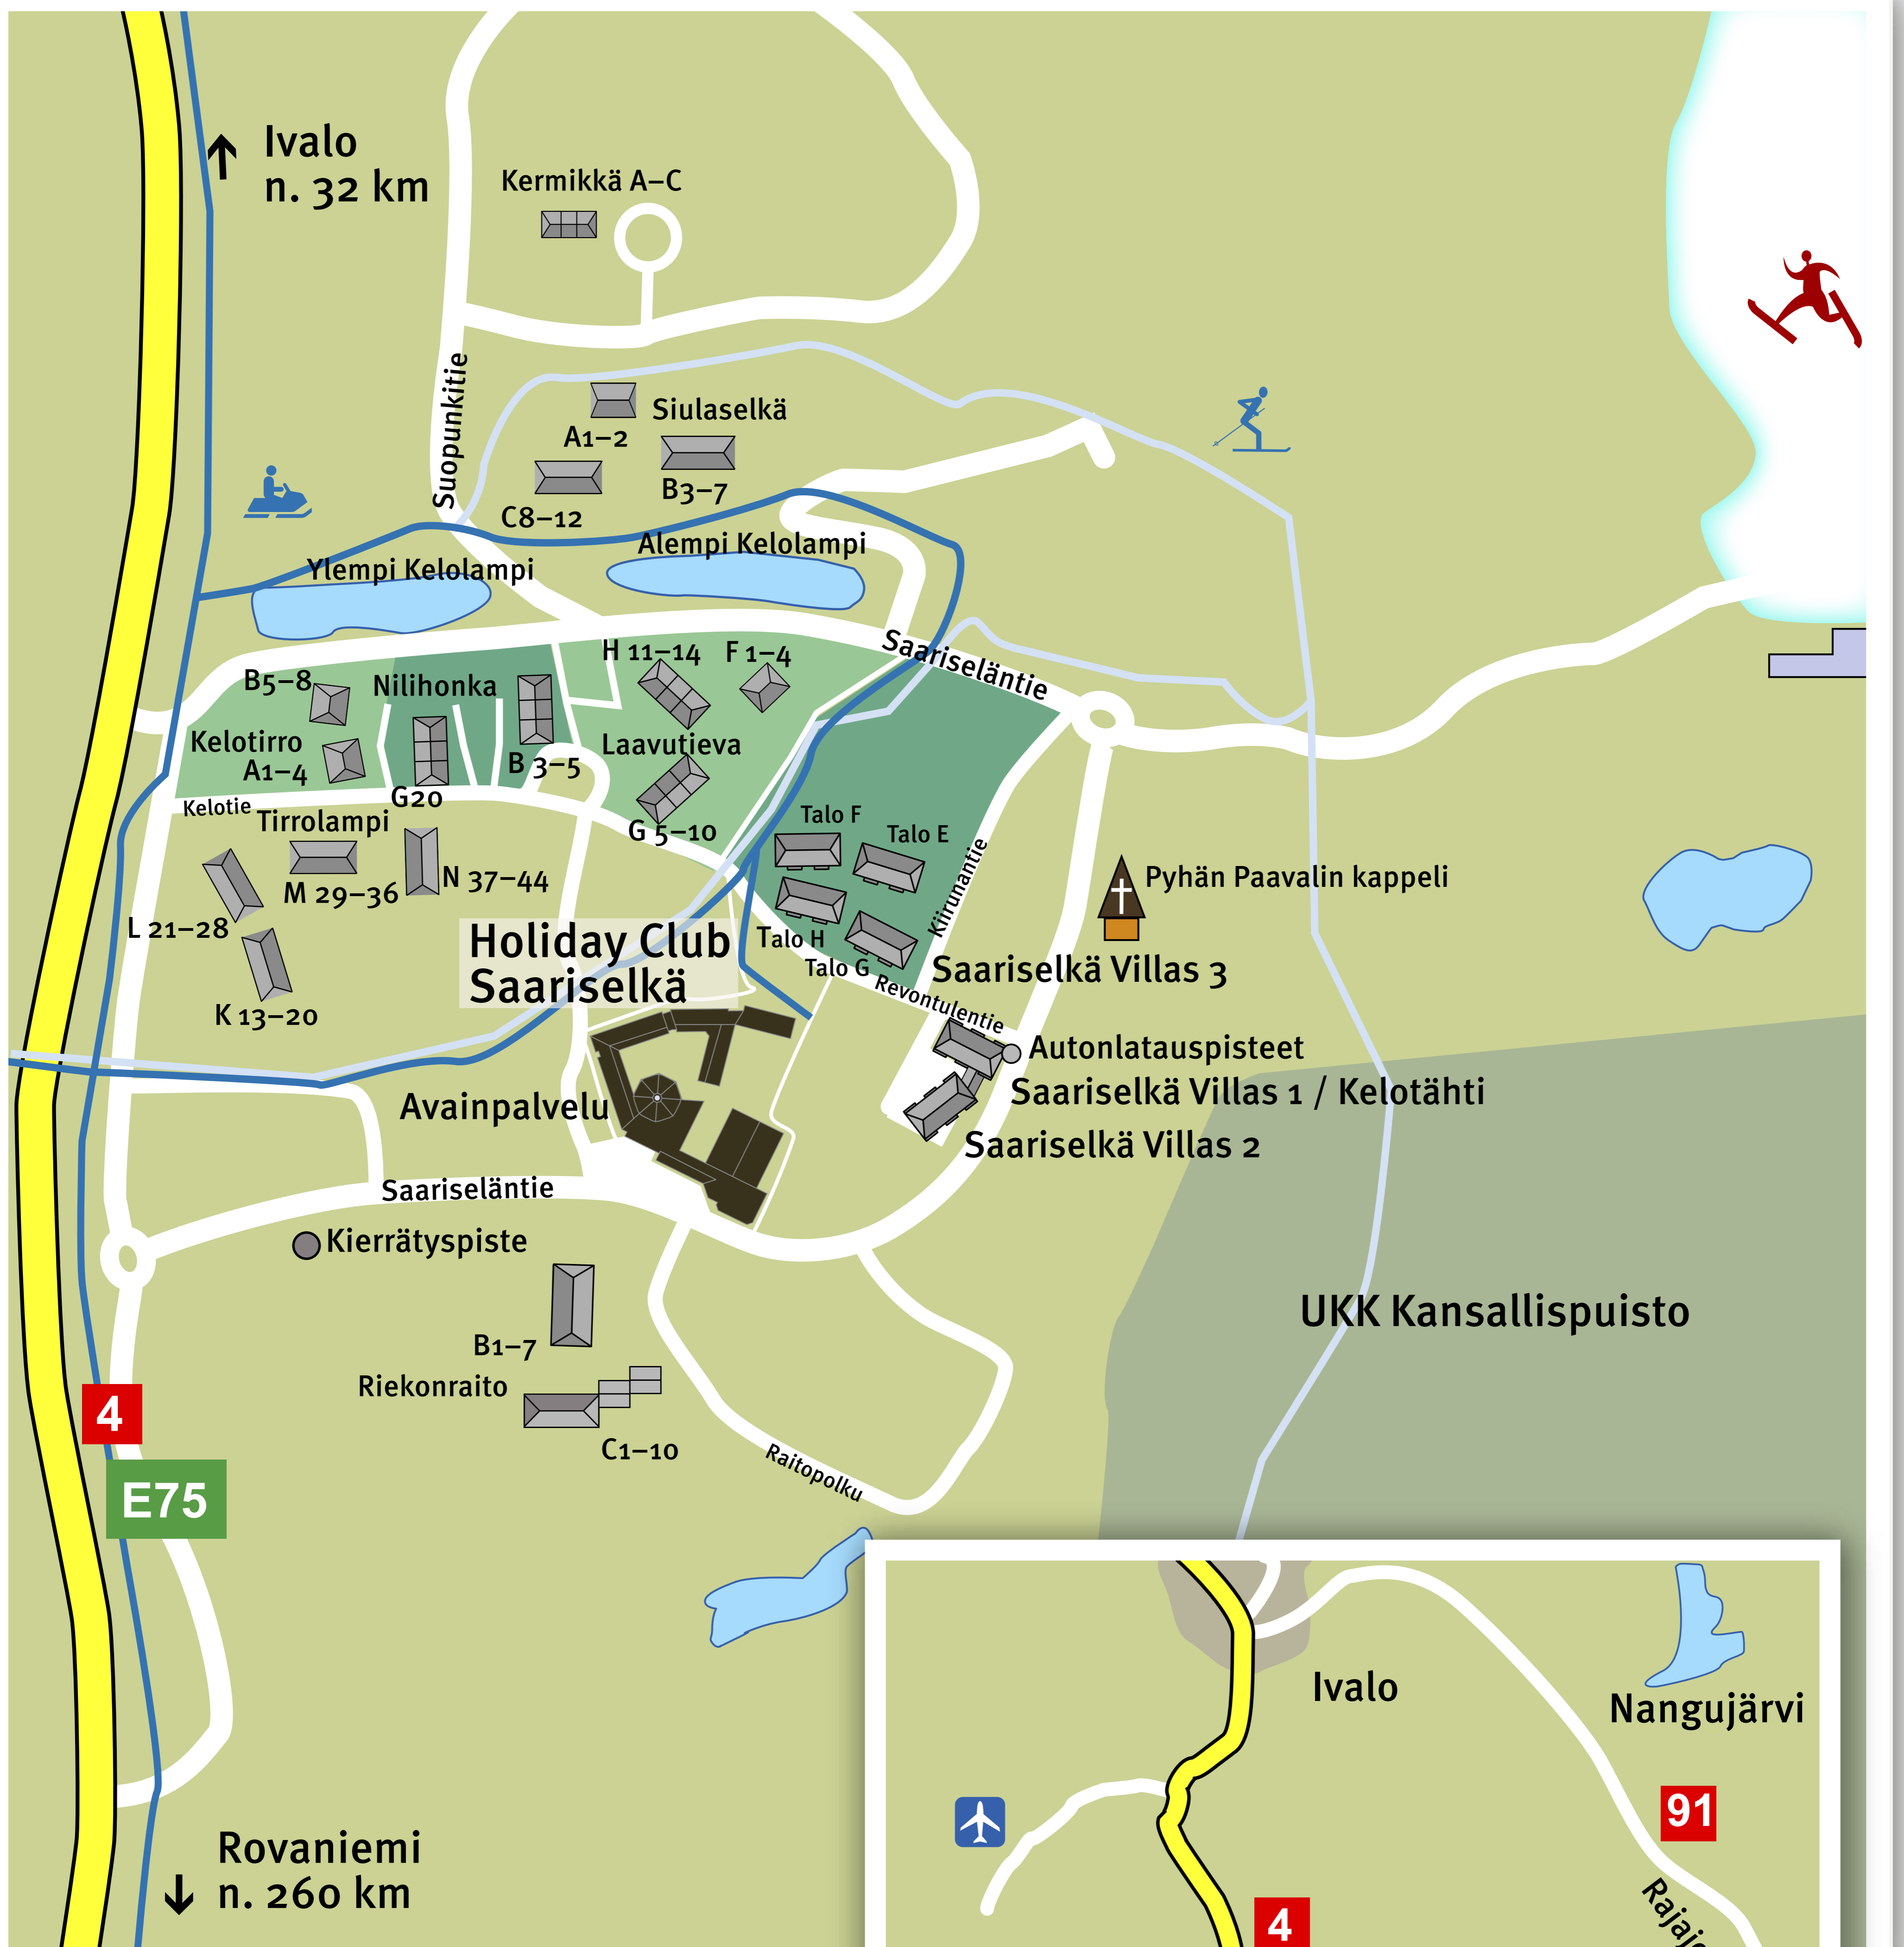 Ivalo
n. 32 km
Kermikkä A–C
Suopunkitie
Siulaselkä
A1–2
B3–7
C8–12
Alempi Kelolampi
Ylempi Kelolampi
Saariseläntie
H 11–14
F 1–4
B5–8
Nilihonka
Kelotirro
A1–4
B 3–5
Laavutieva
G20
Kelotie
Tirrolampi
G 5–10
Talo F
Talo E
M 29–36
N 37–44
L 21–28
K 13–20
Kiirunantie
Pyhän Paavalin kappeli
Holiday Club
Saariselkä
Talo H
Talo G
Saariselkä Villas 3
Revontulentie
Autonlatauspisteet
Saariselkä Villas 1 / Kelotähti
Saariselkä Villas 2
Avainpalvelu
Saariseläntie
Kierrätyspiste
B1–7
Riekonraito
C1–10
Raitopolku
UKK Kansallispuisto
4
E75
Rovaniemi
n. 260 km
Ivalo
Nangujärvi
91
4